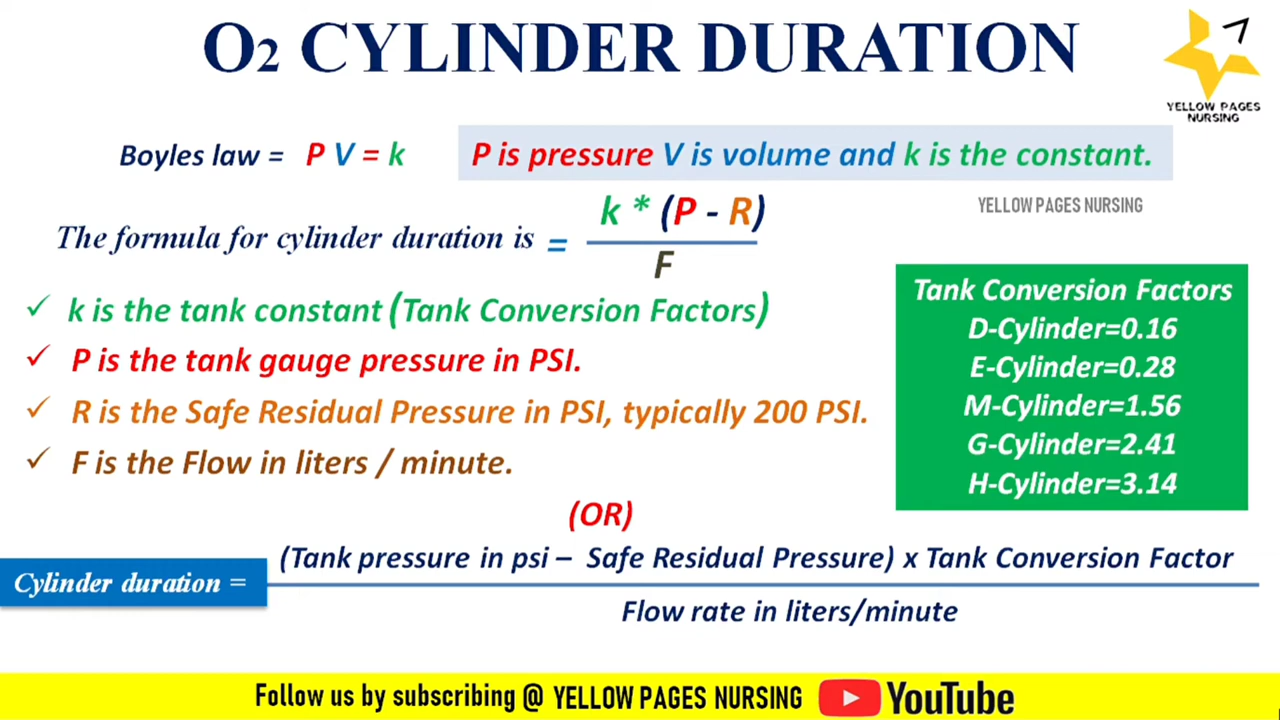 O2 CYLINDER DURATION
YELLOW PAGES
NURSING
Boyles law = P V = k
P is pressure V is volume and k is the constant.
YELLOW PAGES NURSING
The formula for cylinder duration is =
k * (P - R)
F
✓ k is the tank constant (Tank Conversion Factors)
✓ P is the tank gauge pressure in PSI.
✓ R is the Safe Residual Pressure in PSI, typically 200 PSI.
✓ F is the Flow in liters / minute.
Tank Conversion Factors
D-Cylinder=0.16
E-Cylinder=0.28
M-Cylinder=1.56
G-Cylinder=2.41
H-Cylinder=3.14
(OR)
Cylinder duration =
(Tank pressure in psi – Safe Residual Pressure) x Tank Conversion Factor
Flow rate in liters/minute
Follow us by subscribing @ YELLOW PAGES NURSING YouTube